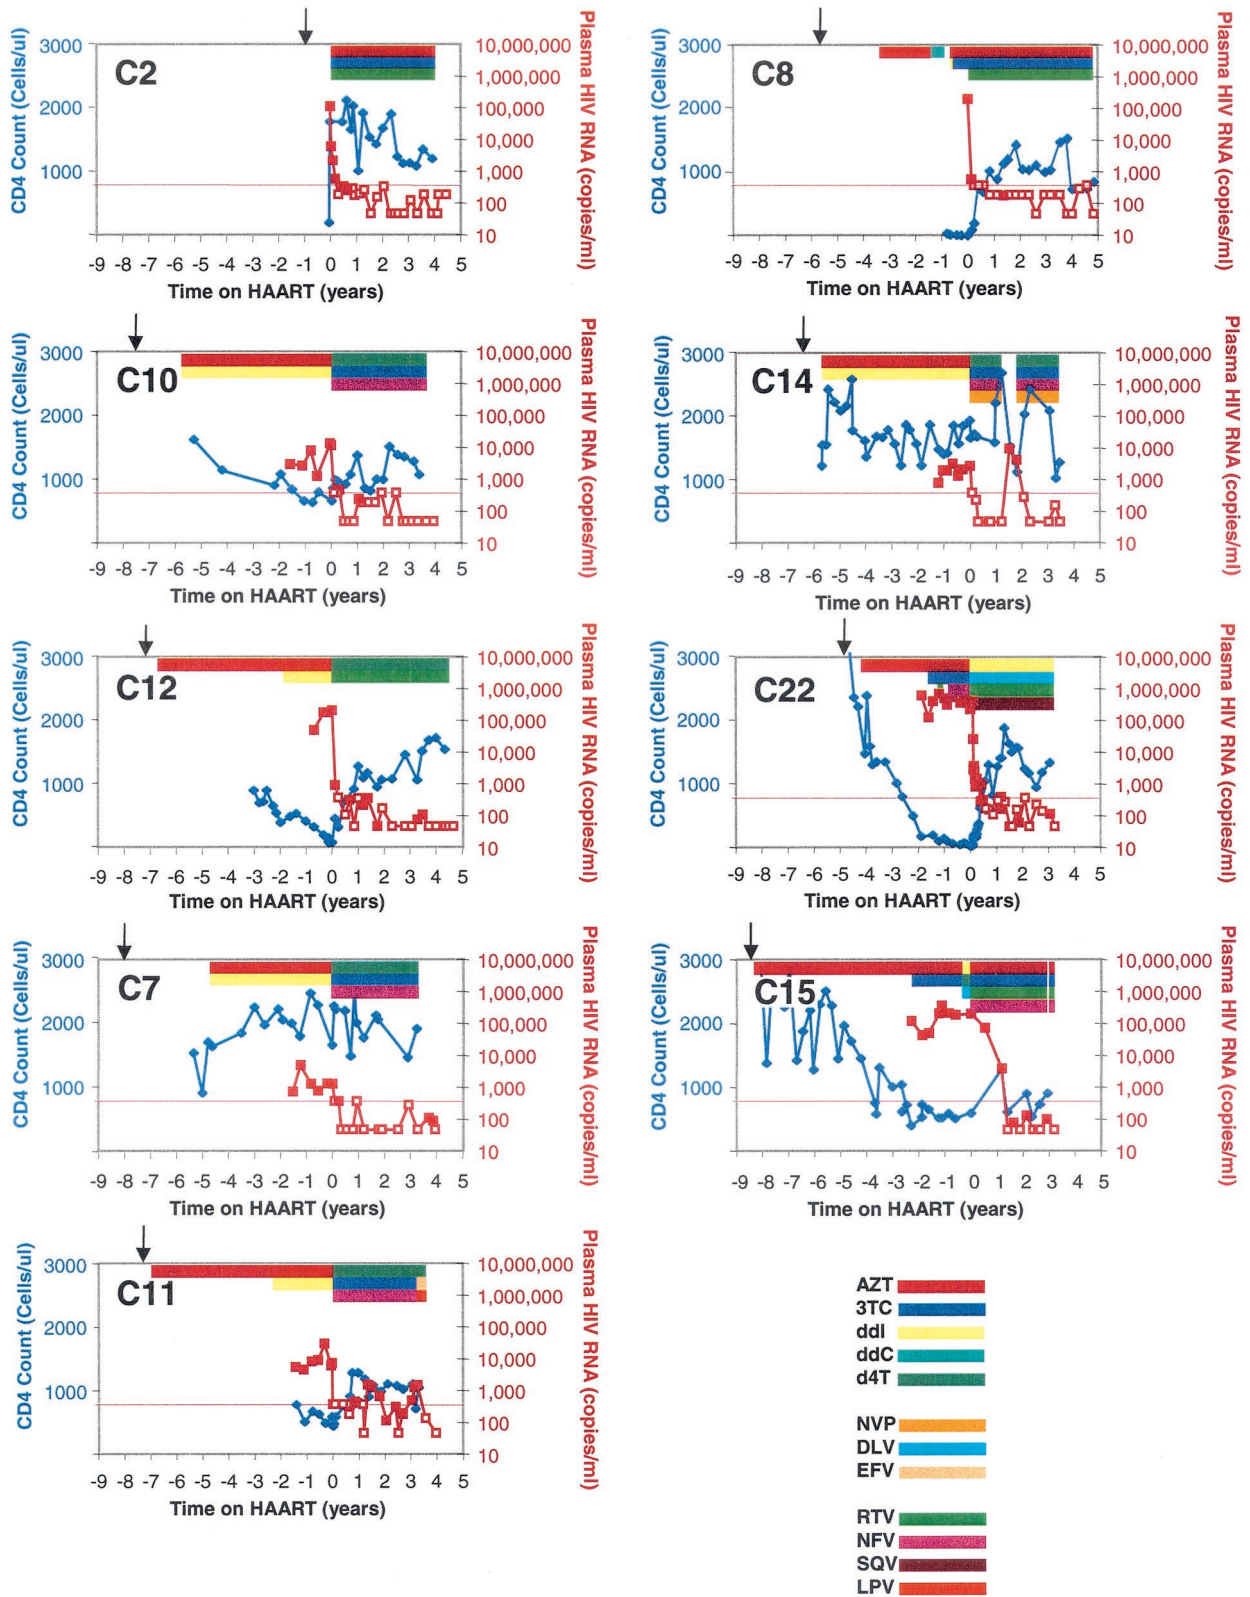 CD4 Count (Cells/ul)
3000
2000
1000
C2
10,000,000
1,000,000
100,000
10,000
1,000
100
10
Plasma HIV RNA (copies/ml)
-9 -8 -7 -6 -5 -4 -3 -2 -1 0 1 2 3 4 5
Time on HAART (years)
CD4 Count (Cells/ul)
3000
2000
1000
C8
10,000,000
1,000,000
100,000
10,000
1,000
100
10
Plasma HIV RNA (copies/ml)
-9 -8 -7 -6 -5 -4 -3 -2 -1 0 1 2 3 4 5
Time on HAART (years)
CD4 Count (Cells/ul)
3000
2000
1000
C10
10,000,000
1,000,000
100,000
10,000
1,000
100
10
Plasma HIV RNA (copies/ml)
-9 -8 -7 -6 -5 -4 -3 -2 -1 0 1 2 3 4 5
Time on HAART (years)
CD4 Count (Cells/ul)
3000
2000
1000
C14
10,000,000
1,000,000
100,000
10,000
1,000
100
10
Plasma HIV RNA (copies/ml)
-9 -8 -7 -6 -5 -4 -3 -2 -1 0 1 2 3 4 5
Time on HAART (years)
CD4 Count (Cells/ul)
3000
2000
1000
C12
10,000,000
1,000,000
100,000
10,000
1,000
100
10
Plasma HIV RNA (copies/ml)
-9 -8 -7 -6 -5 -4 -3 -2 -1 0 1 2 3 4 5
Time on HAART (years)
CD4 Count (Cells/ul)
3000
2000
1000
C22
10,000,000
1,000,000
100,000
10,000
1,000
100
10
Plasma HIV RNA (copies/ml)
-9 -8 -7 -6 -5 -4 -3 -2 -1 0 1 2 3 4 5
Time on HAART (years)
CD4 Count (Cells/ul)
3000
2000
1000
C7
10,000,000
1,000,000
100,000
10,000
1,000
100
10
Plasma HIV RNA (copies/ml)
-9 -8 -7 -6 -5 -4 -3 -2 -1 0 1 2 3 4 5
Time on HAART (years)
CD4 Count (Cells/ul)
3000
2000
1000
C15
10,000,000
1,000,000
100,000
10,000
1,000
100
10
Plasma HIV RNA (copies/ml)
-9 -8 -7 -6 -5 -4 -3 -2 -1 0 1 2 3 4 5
Time on HAART (years)
CD4 Count (Cells/ul)
3000
2000
1000
C11
10,000,000
1,000,000
100,000
10,000
1,000
100
10
Plasma HIV RNA (copies/ml)
-9 -8 -7 -6 -5 -4 -3 -2 -1 0 1 2 3 4 5
Time on HAART (years)
AZT
3TC
ddI
ddC
d4T
NVP
DLV
EFV
RTV
NFV
SQV
LPV